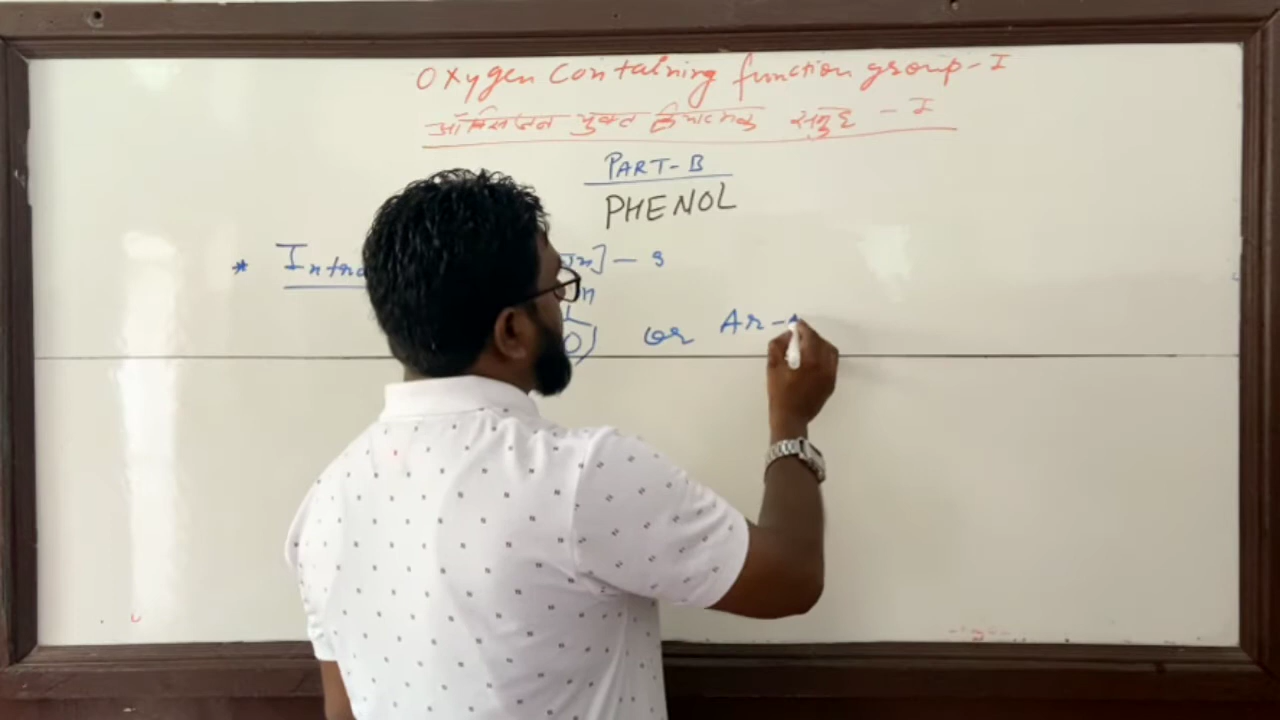 Oxygen Containing function group - I
ऑक्सिजन युक्त क्रियात्मक समुह - I
PART-B
PHENOL
* Intro
or Ar-